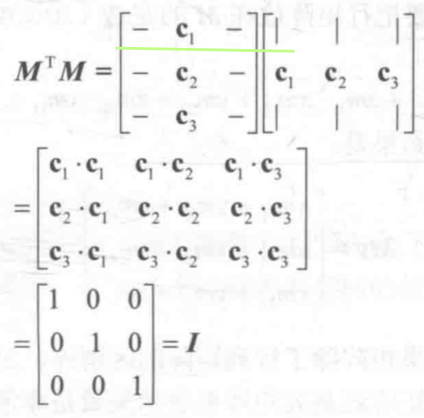 − c₁ − | | |
Mᵀ M = − c₂ − c₁ c₂ c₃
− c₃ − | | |
c₁ · c₁ c₁ · c₂ c₁ · c₃
= c₂ · c₁ c₂ · c₂ c₂ · c₃
c₃ · c₁ c₃ · c₂ c₃ · c₃
1 0 0
= 0 1 0 = I
0 0 1